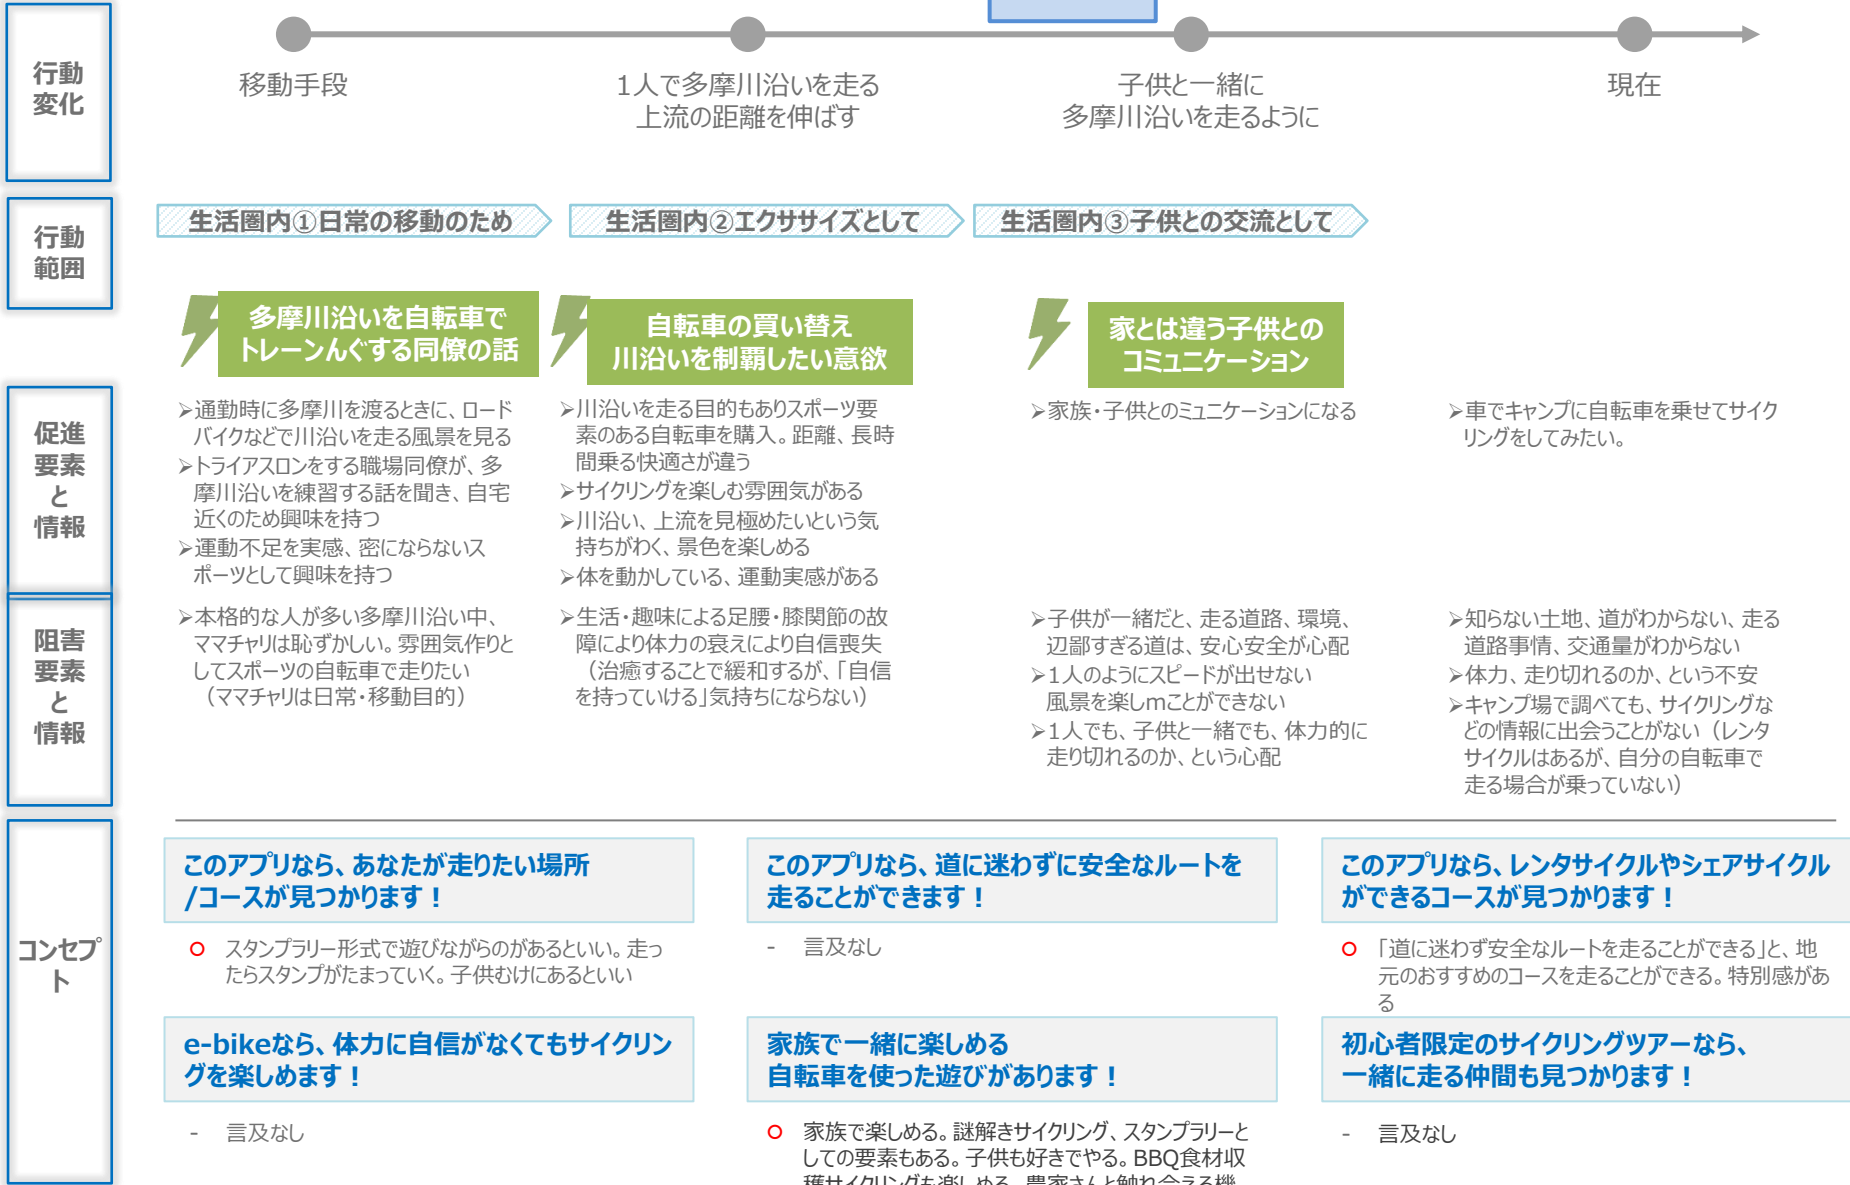 行動
変化
移動手段
1人で多摩川沿いを走る
上流の距離を伸ばす
子供と一緒に
多摩川沿いを走るように
現在
行動
範囲
生活圏内①日常の移動のため
生活圏内②エクササイズとして
生活圏内③子供との交流として
多摩川沿いを自転車で
トレーンんぐする同僚の話
自転車の買い替え
川沿いを制覇したい意欲
家とは違う子供との
コミュニケーション
促進
要素
と
情報
➢通勤時に多摩川を渡るときに、ロード
バイクなどで川沿いを走る風景を見る
➢トライアスロンをする職場同僚が、多
摩川沿いを練習する話を聞き、自宅
近くのため興味を持つ
➢運動不足を実感、密にならないス
ポーツとして興味を持つ
➢川沿いを走る目的もありスポーツ要
素のある自転車を購入。距離、長時
間乗る快適さが違う
➢サイクリングを楽しむ雰囲気がある
➢川沿い、上流を見極めたいという気
持ちがわく、景色を楽しめる
➢体を動かしている、運動実感がある
➢家族・子供とのミュニケーションになる
➢車でキャンプに自転車を乗せてサイク
リングをしてみたい。
阻害
要素
と
情報
➢本格的な人が多い多摩川沿い中、
ママチャリは恥ずかしい。雰囲気作りと
してスポーツの自転車で走りたい
（ママチャリは日常・移動目的）
➢生活・趣味による足腰・膝関節の故
障により体力の衰えにより自信喪失
（治癒することで緩和するが、「自信
を持っていける」気持ちにならない）
➢子供が一緒だと、走る道路、環境、
辺鄙すぎる道は、安心安全が心配
➢1人のようにスピードが出せない
風景を楽しmことができない
➢1人でも、子供と一緒でも、体力的に
走り切れるのか、という心配
➢知らない土地、道がわからない、走る
道路事情、交通量がわからない
➢体力、走り切れるのか、という不安
➢キャンプ場で調べても、サイクリングな
どの情報に出会うことがない（レンタ
サイクルはあるが、自分の自転車で
走る場合が乗っていない）
コンセプ
ト
このアプリなら、あなたが走りたい場所
/コースが見つかります！
スタンプラリー形式で遊びながらのがあるといい。走っ
たらスタンプがたまっていく。子供むけにあるといい
このアプリなら、道に迷わずに安全なルートを
走ることができます！
- 言及なし
このアプリなら、レンタサイクルやシェアサイクル
ができるコースが見つかります！
「道に迷わず安全なルートを走ることができる」と、地
元のおすすめのコースを走ることができる。特別感があ
る
e-bikeなら、体力に自信がなくてもサイクリン
グを楽しめます！
- 言及なし
家族で一緒に楽しめる
自転車を使った遊びがあります！
家族で楽しめる。謎解きサイクリング、スタンプラリーと
しての要素もある。子供も好きでやる。BBQ食材収
穫サイクリングも楽しめる。農家さんと触れ合える機
初心者限定のサイクリングツアーなら、
一緒に走る仲間も見つかります！
- 言及なし